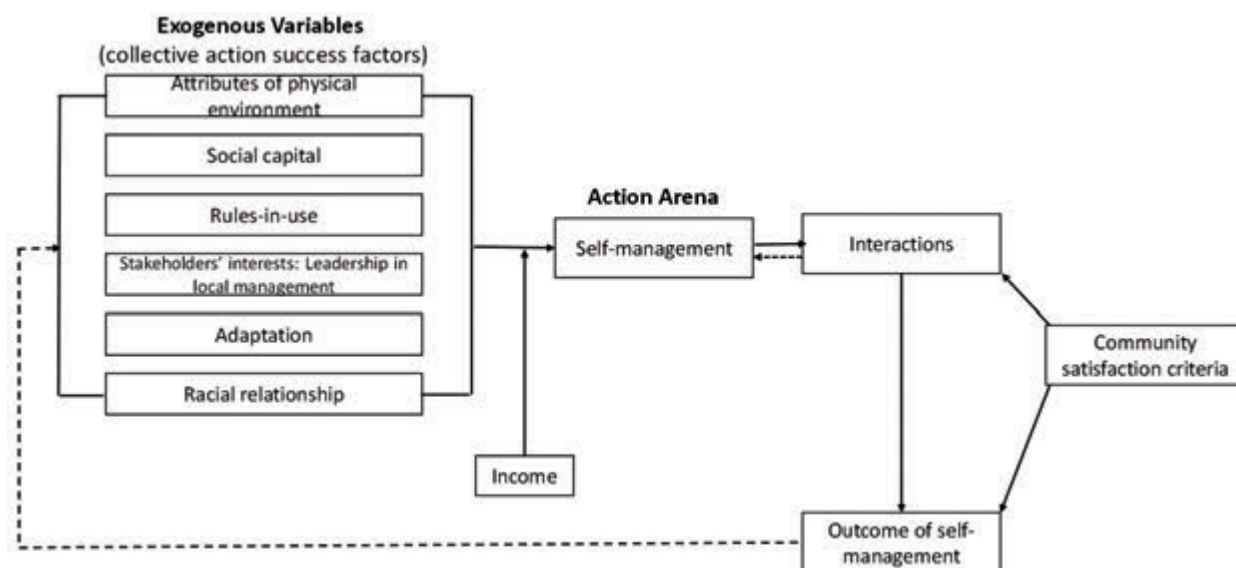 Exogenous Variables
(collective action success factors)
Attributes of physical
environment
Social capital
Rules-in-use
Stakeholders' interests: Leadership in
local management
Adaptation
Racial relationship
Income
Action Arena
Self-management
Interactions
Community
satisfaction criteria
Outcome of self-
management